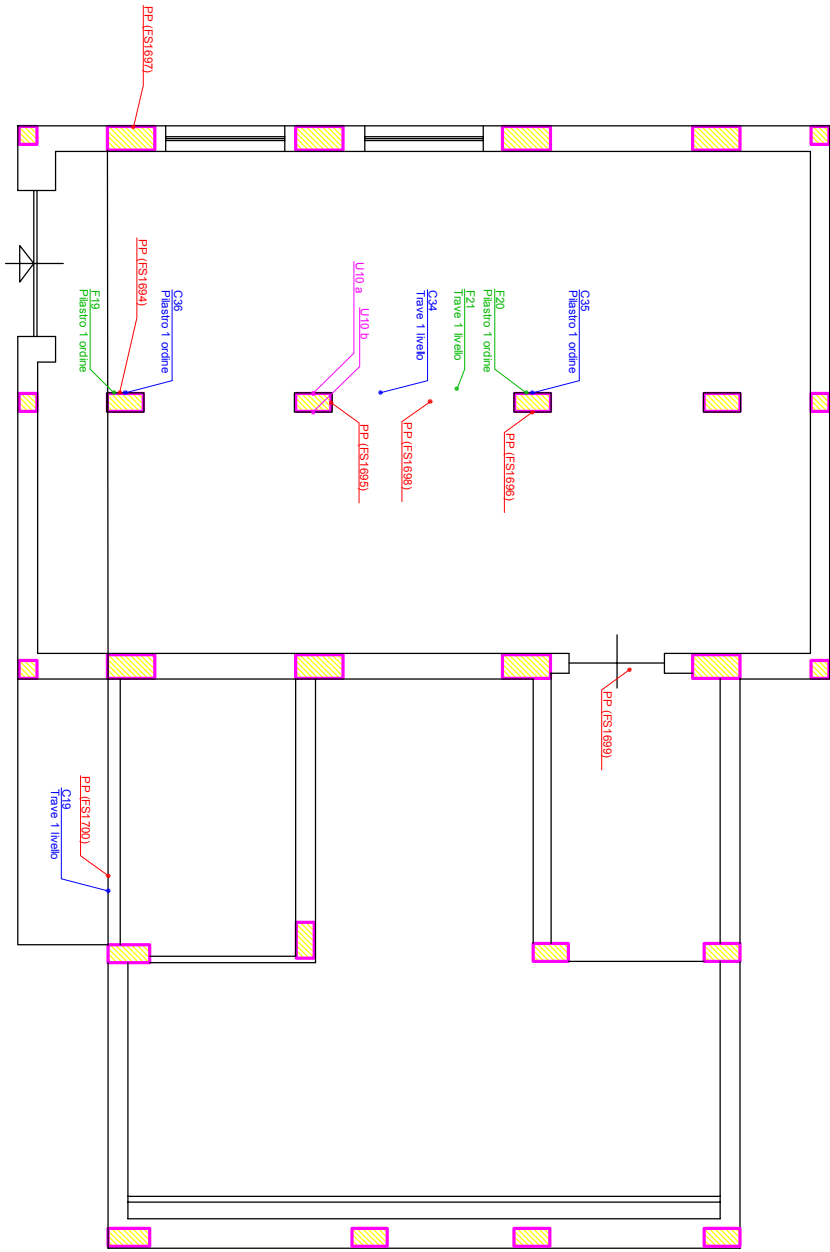 PP (FS1697)
PP (FS1694)
C36
Pilastro 1 ordine
F19
Pilastro 1 ordine
U10 a
U10 b
C34
Trave 1 livello
F21
Trave 1 livello
F20
Pilastro 1 ordine
C35
Pilastro 1 ordine
PP (FS1695)
PP (FS1698)
PP (FS1696)
PP (FS1699)
PP (FS1700)
C19
Trave 1 livello